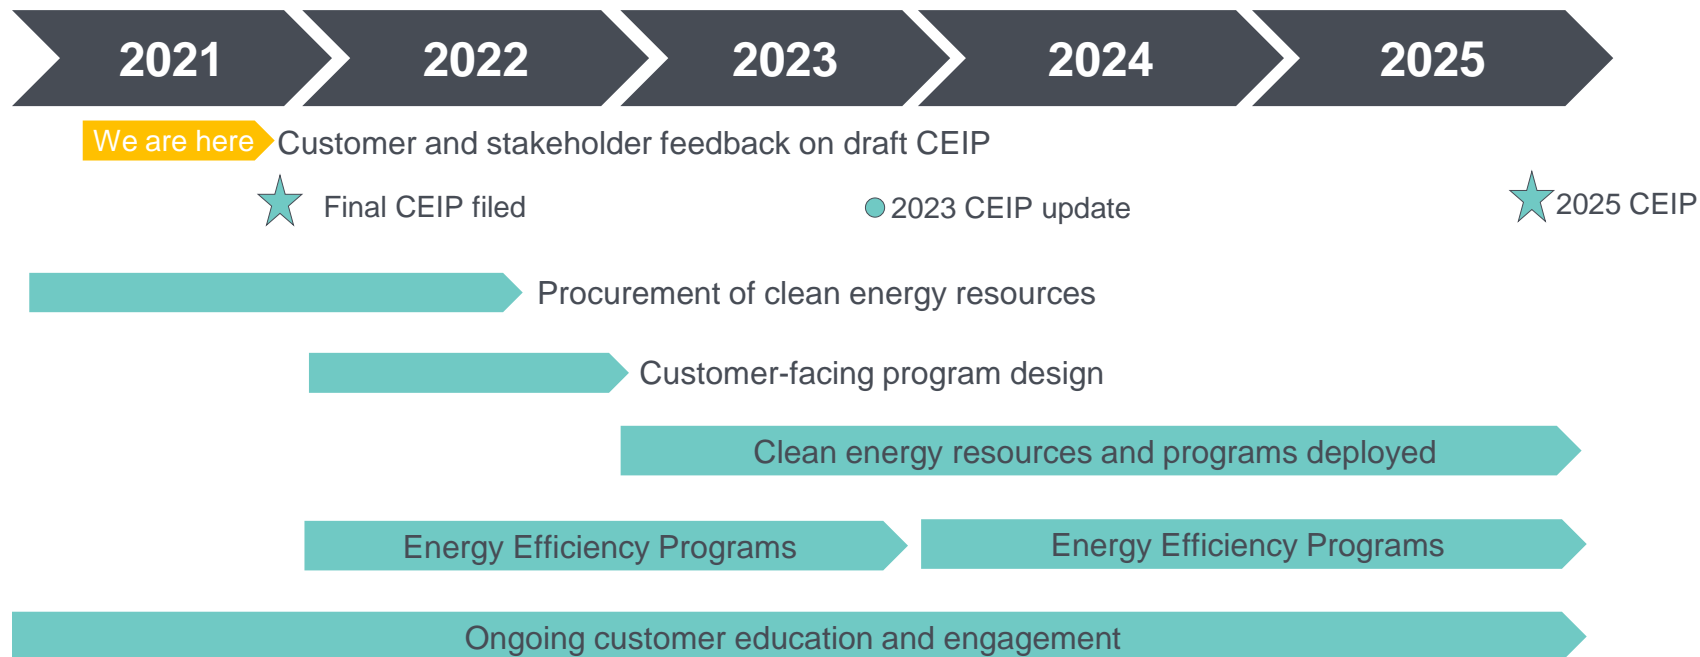 2021 2022 2023 2024 2025
We are here Customer and stakeholder feedback on draft CEIP
Final CEIP filed 2023 CEIP update 2025 CEIP
Procurement of clean energy resources
Customer-facing program design
Clean energy resources and programs deployed
Energy Efficiency Programs Energy Efficiency Programs
Ongoing customer education and engagement